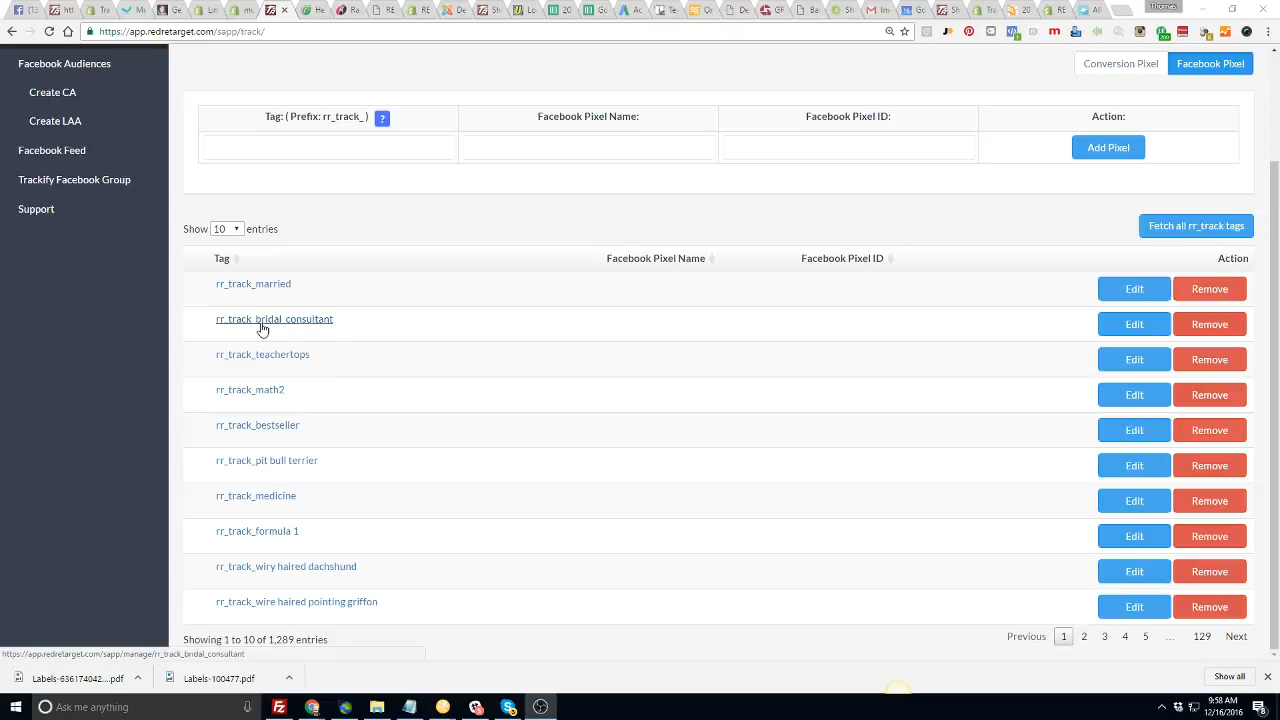 Thomas
https://app.redretarget.com/sapp/track/
Facebook Audiences
Create CA
Create LAA
Facebook Feed
Trackify Facebook Group
Support
Conversion Pixel
Facebook Pixel
Tag: ( Prefix: rr_track_ ) ?
Facebook Pixel Name:
Facebook Pixel ID:
Action:
Add Pixel
Show 10 entries
Fetch all rr_track tags
Tag
Facebook Pixel Name
Facebook Pixel ID
Action
rr_track_married
Edit
Remove
rr_track_bridal_consultant
Edit
Remove
rr_track_teachertops
Edit
Remove
rr_track_math2
Edit
Remove
rr_track_bestseller
Edit
Remove
rr_track_pit bull terrier
Edit
Remove
rr_track_medicine
Edit
Remove
rr_track_formula 1
Edit
Remove
rr_track_wiry haired dachshund
Edit
Remove
rr_track_wire haired pointing griffon
Edit
Remove
Showing 1 to 10 of 1,289 entries
Previous 1 2 3 4 5 ... 129 Next
https://app.redretarget.com/sapp/manage/rr_track_bridal_consultant
Labels-636174042....pdf
Labels-100477.pdf
Show all
Ask me anything
9:58 AM
12/16/2016